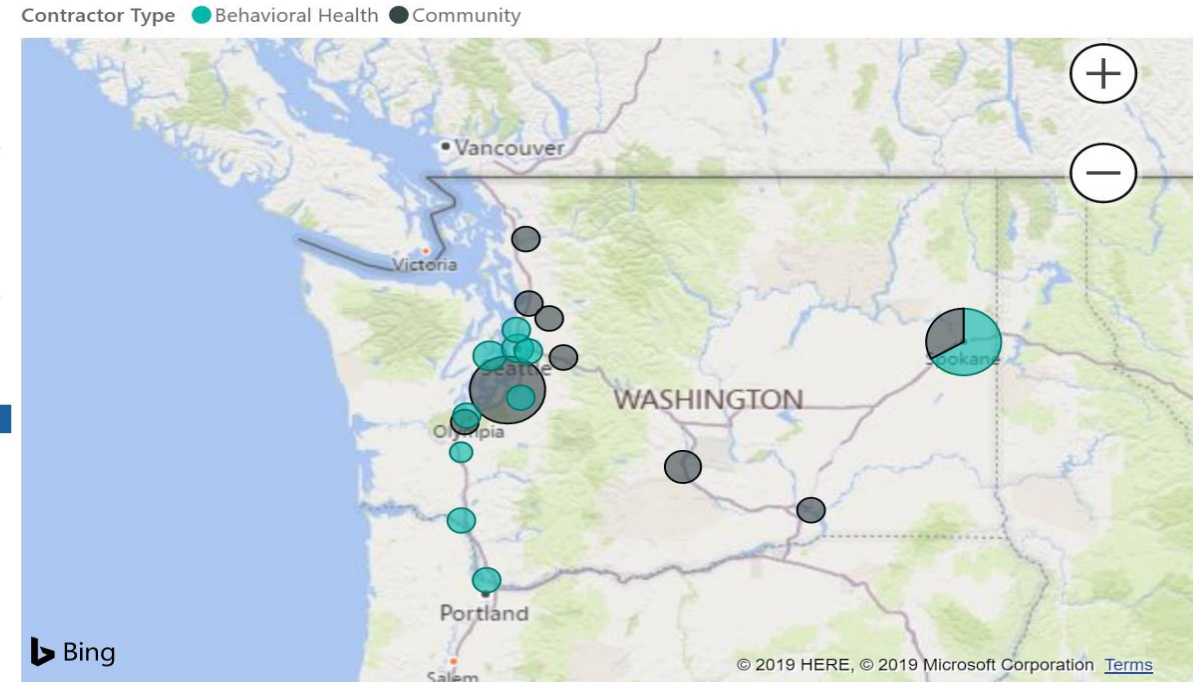 Contractor Type Behavioral Health Community
Vancouver
Victoria
Seattle
Spokane
WASHINGTON
Olympia
Portland
Salem
Bing
© 2019 HERE, © 2019 Microsoft Corporation Terms